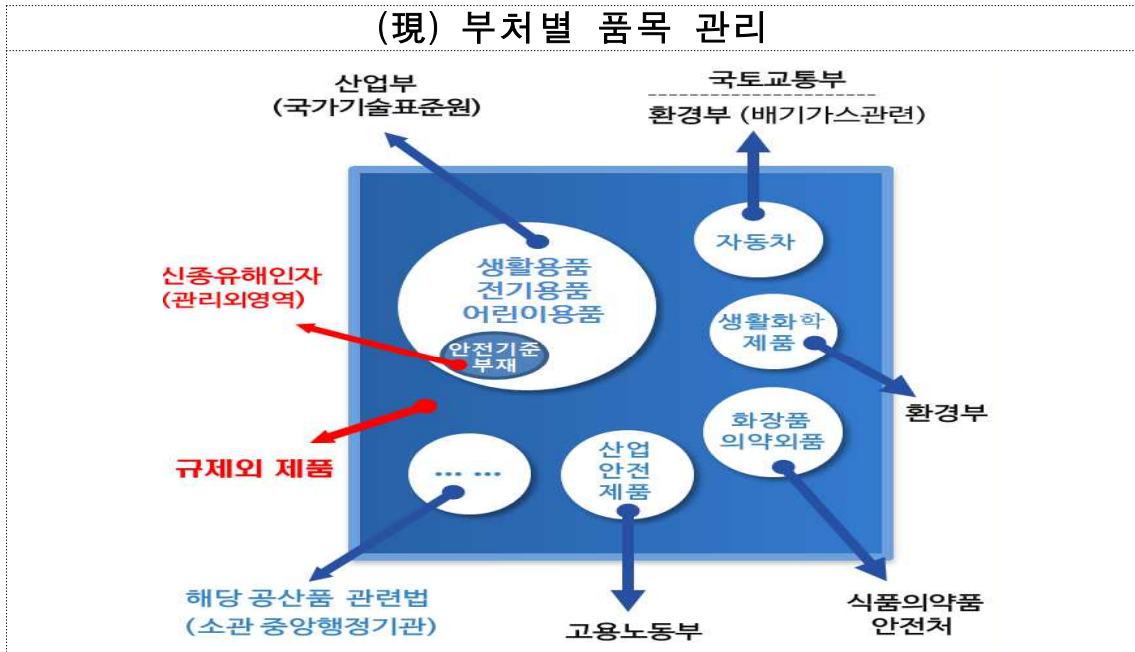 (現) 부처별 품목 관리
산업부
(국가기술표준원)
국토교통부
환경부 (배기가스관련)
자동차
생활용품
전기용품
어린이용품
안전기준
부재
신종유해인자
(관리외영역)
생활화학
제품
환경부
규제외 제품
화장품
의약외품
... ...
산업
안전
제품
해당 공산품 관련법
(소관 중앙행정기관)
고용노동부
식품의약품
안전처